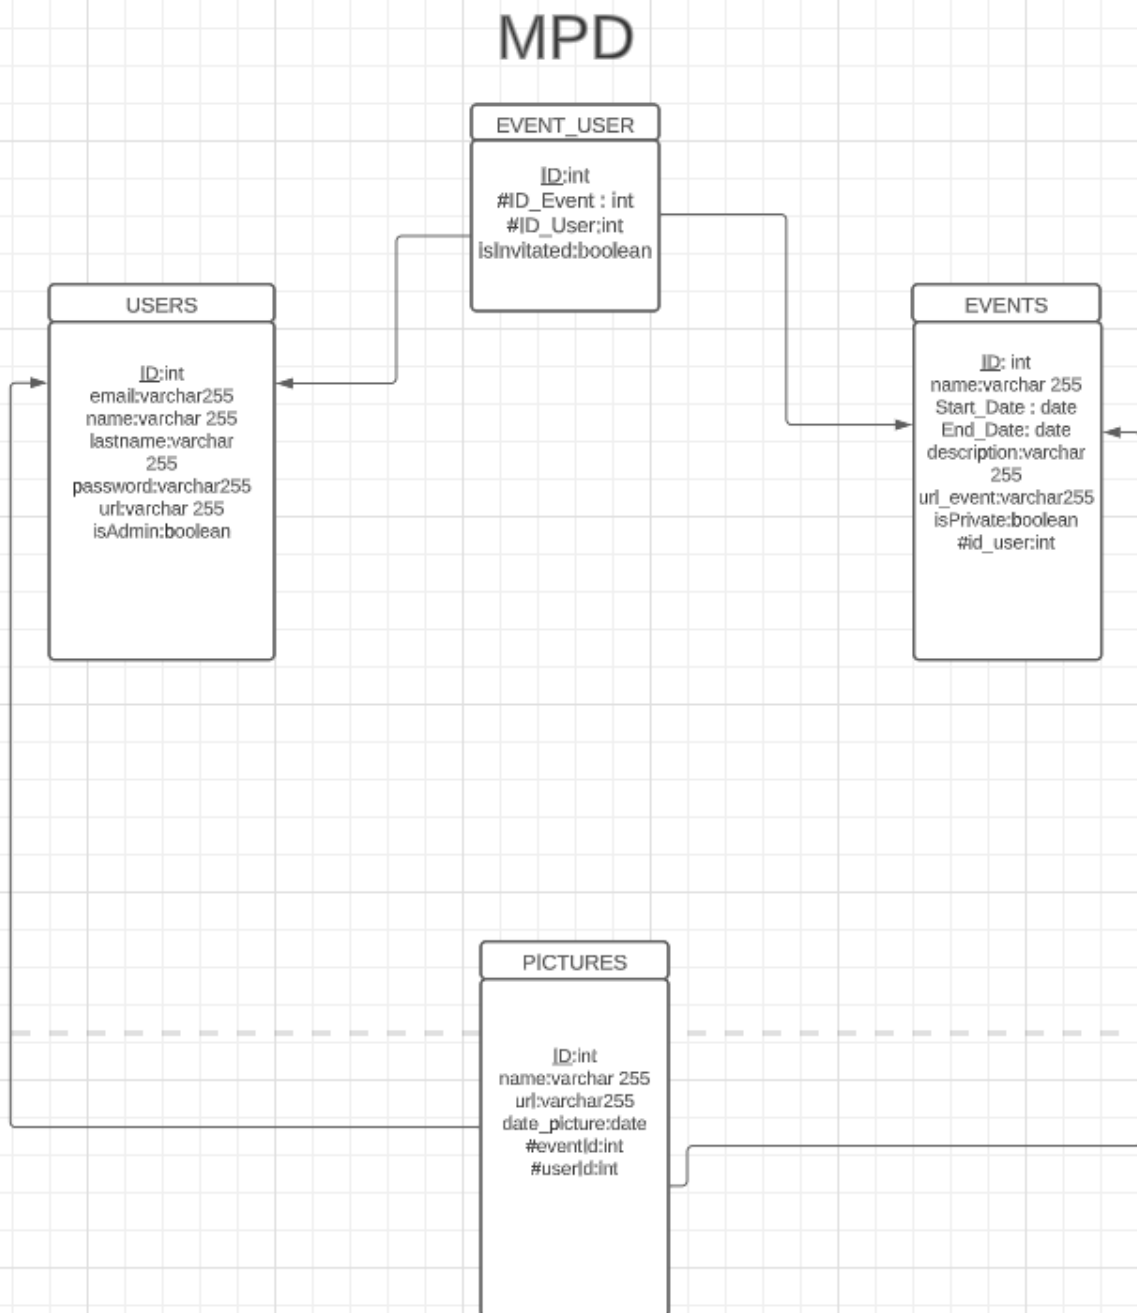 MPD
EVENT_USER
ID:int
#ID_Event : int
#ID_User:int
isInvitated:boolean
USERS
ID:int
email:varchar255
name:varchar 255
lastname:varchar
255
password:varchar255
url:varchar 255
isAdmin:boolean
EVENTS
ID: int
name:varchar 255
Start_Date : date
End_Date: date
description:varchar
255
url_event:varchar255
isPrivate:boolean
#id_user:int
PICTURES
ID:int
name:varchar 255
url:varchar255
date_picture:date
#eventId:int
#userId:int